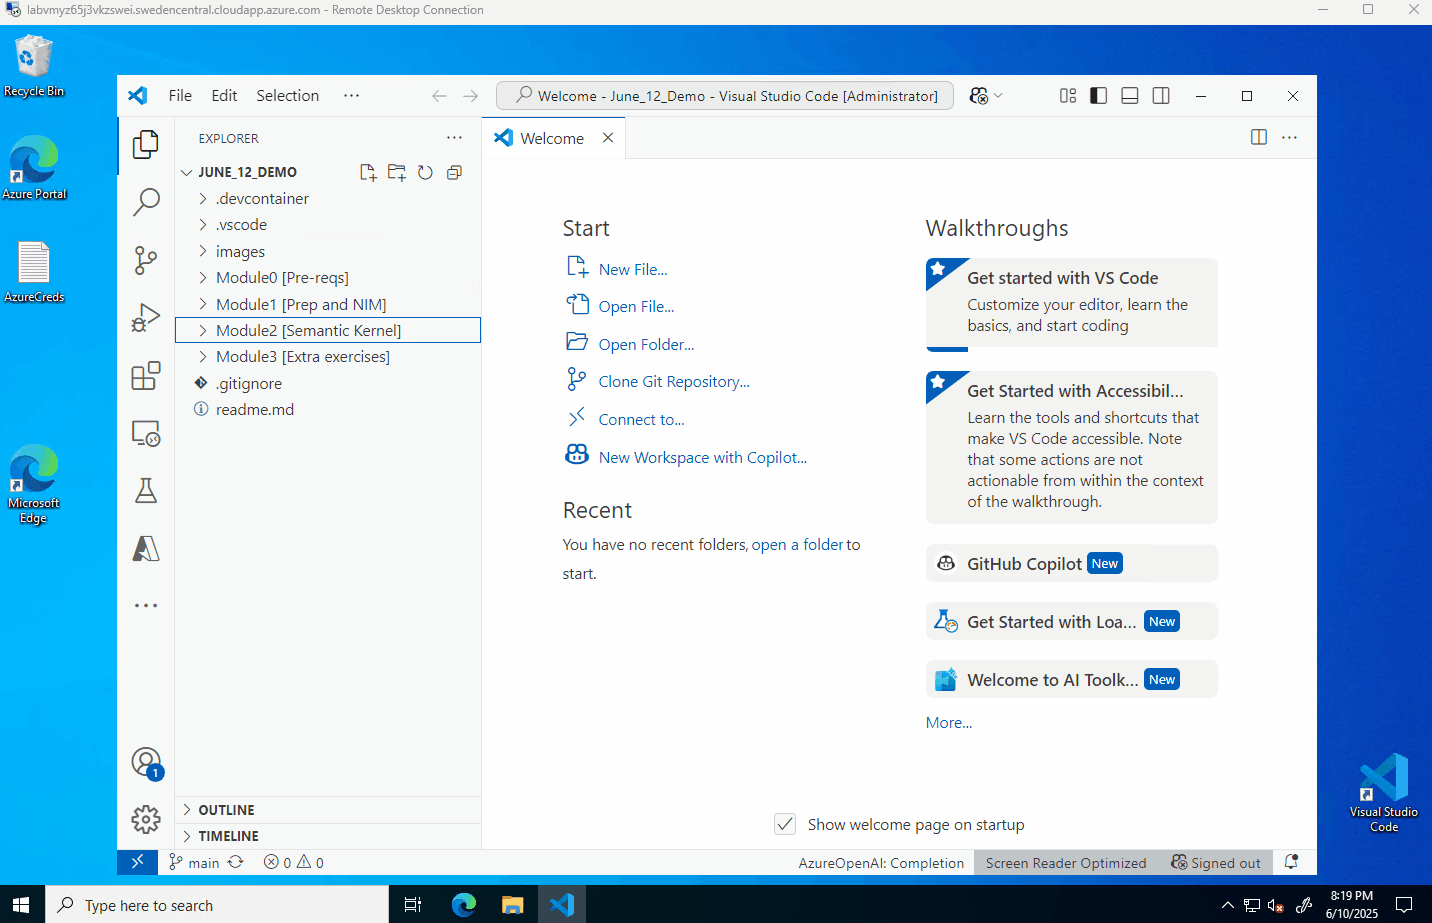 labvmyz65j3vkzswei.swedencentral.cloudapp.azure.com - Remote Desktop Connection
Recycle Bin
Azure Portal
AzureCreds
Microsoft
Edge
Visual Studio
Code
File Edit Selection ···
Welcome - June_12_Demo - Visual Studio Code [Administrator]
EXPLORER
JUNE_12_DEMO
.devcontainer
.vscode
images
Module0 [Pre-reqs]
Module1 [Prep and NIM]
Module2 [Semantic Kernel]
Module3 [Extra exercises]
.gitignore
readme.md
OUTLINE
TIMELINE
1
Welcome
Start
New File...
Open File...
Open Folder...
Clone Git Repository...
Connect to...
New Workspace with Copilot...
Recent
You have no recent folders, open a folder to
start.
Walkthroughs
Get started with VS Code
Customize your editor, learn the
basics, and start coding
Get Started with Accessibil...
Learn the tools and shortcuts that
make VS Code accessible. Note
that some actions are not
actionable from within the context
of the walkthrough.
GitHub Copilot New
Get Started with Loa... New
Welcome to AI Toolk... New
More...
Show welcome page on startup
main 0 0 AzureOpenAI: Completion Screen Reader Optimized Signed out
Type here to search
8:19 PM
6/10/2025